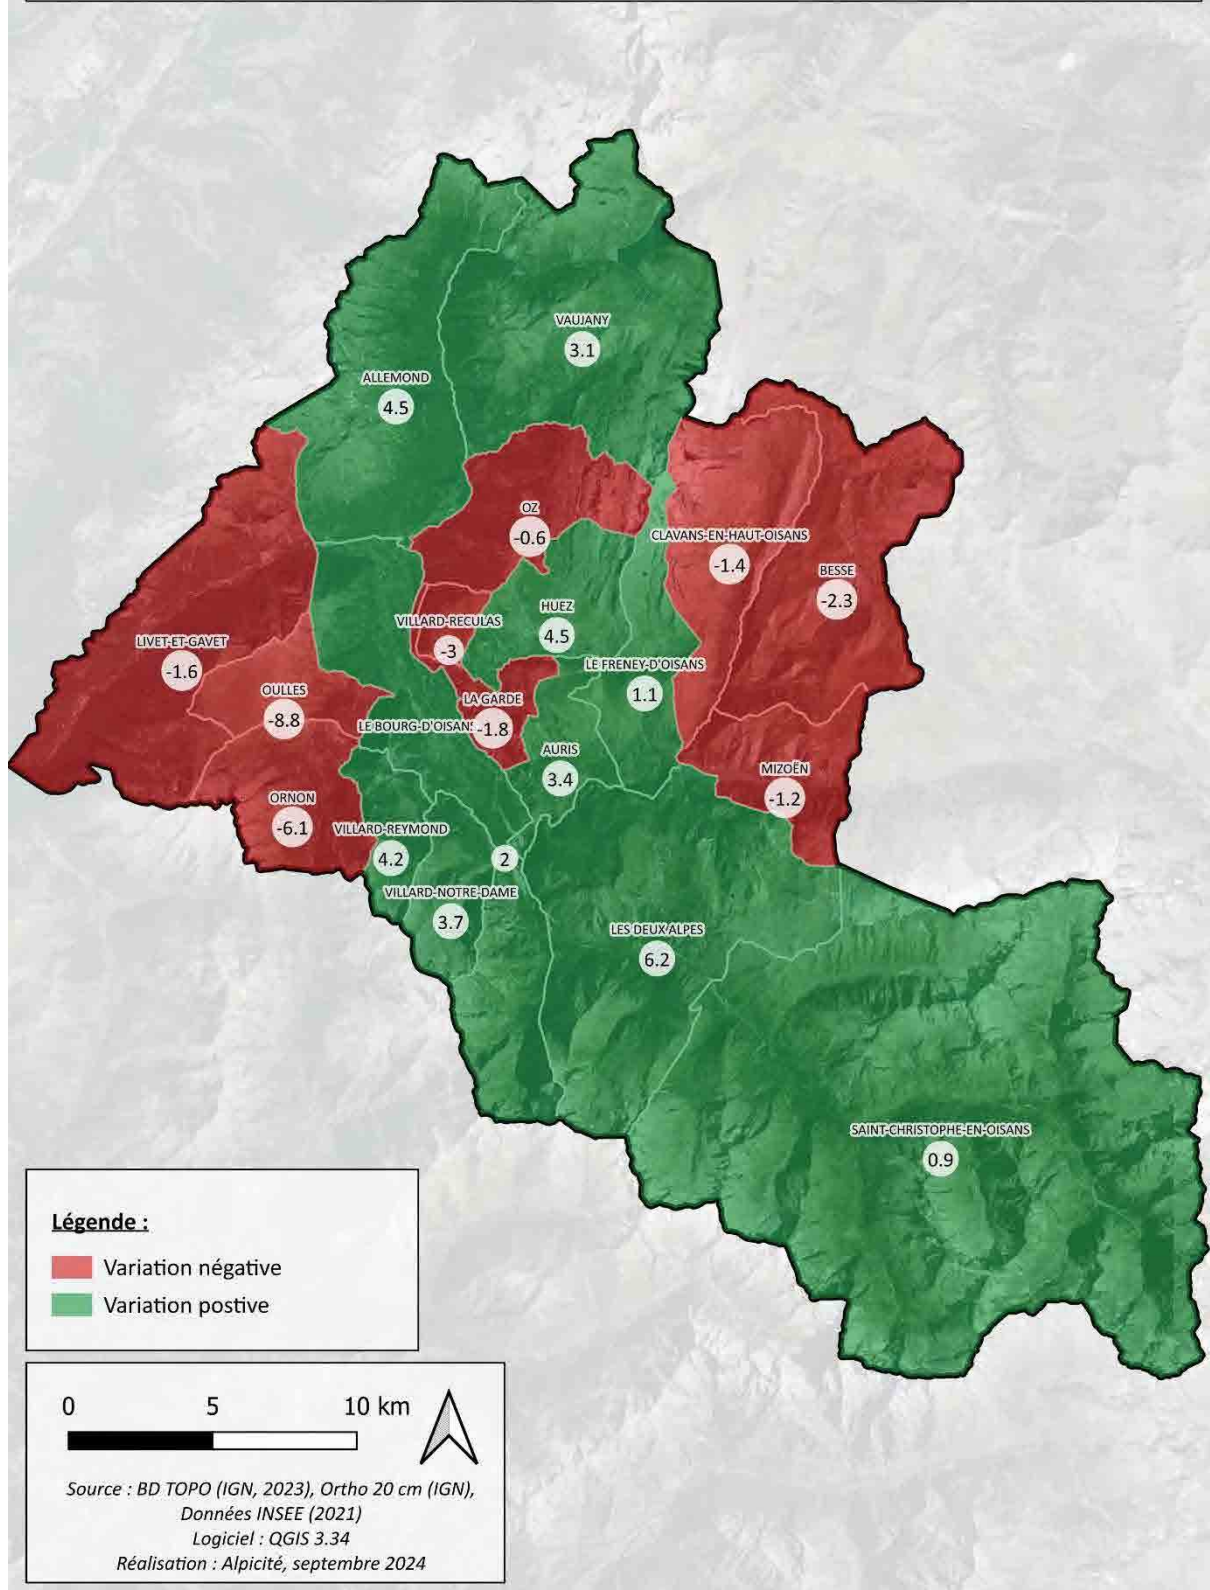 VAUJANY
3.1
ALLEMOND
4.5
OZ
-0.6
CLAVANS-EN-HAUT-OISANS
-1.4
BESSE
-2.3
HUEZ
4.5
VILLARD-RECULAS
-3
LIVET-ET-GAVET
-1.6
LE FRENEY-D'OISANS
1.1
OULLES
-8.8
LA GARDE
-1.8
LE BOURG-D'OISANS
AURIS
3.4
MIZOËN
-1.2
ORNON
-6.1
VILLARD-REYMOND
4.2
2
VILLARD-NOTRE-DAME
3.7
LES DEUX ALPES
6.2
SAINT-CHRISTOPHE-EN-OISANS
0.9
Légende :
Variation négative
Variation postive
0 5 10 km
Source : BD TOPO (IGN, 2023), Ortho 20 cm (IGN),
Données INSEE (2021)
Logiciel : QGIS 3.34
Réalisation : Alpicité, septembre 2024